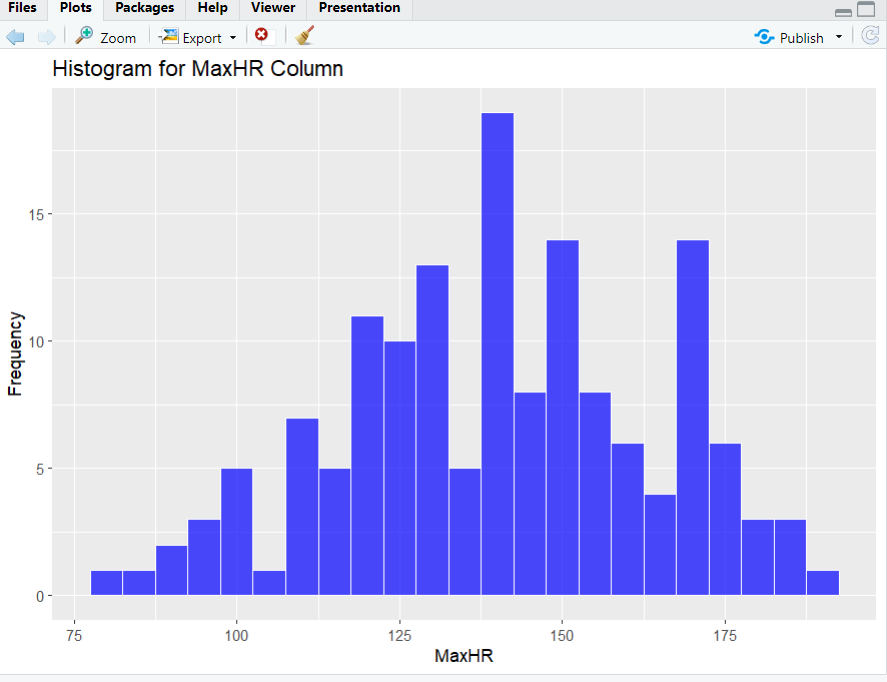 Files Plots Packages Help Viewer Presentation
Zoom Export Publish
Histogram for MaxHR Column
15
10
5
0
Frequency
75 100 125 150 175
MaxHR